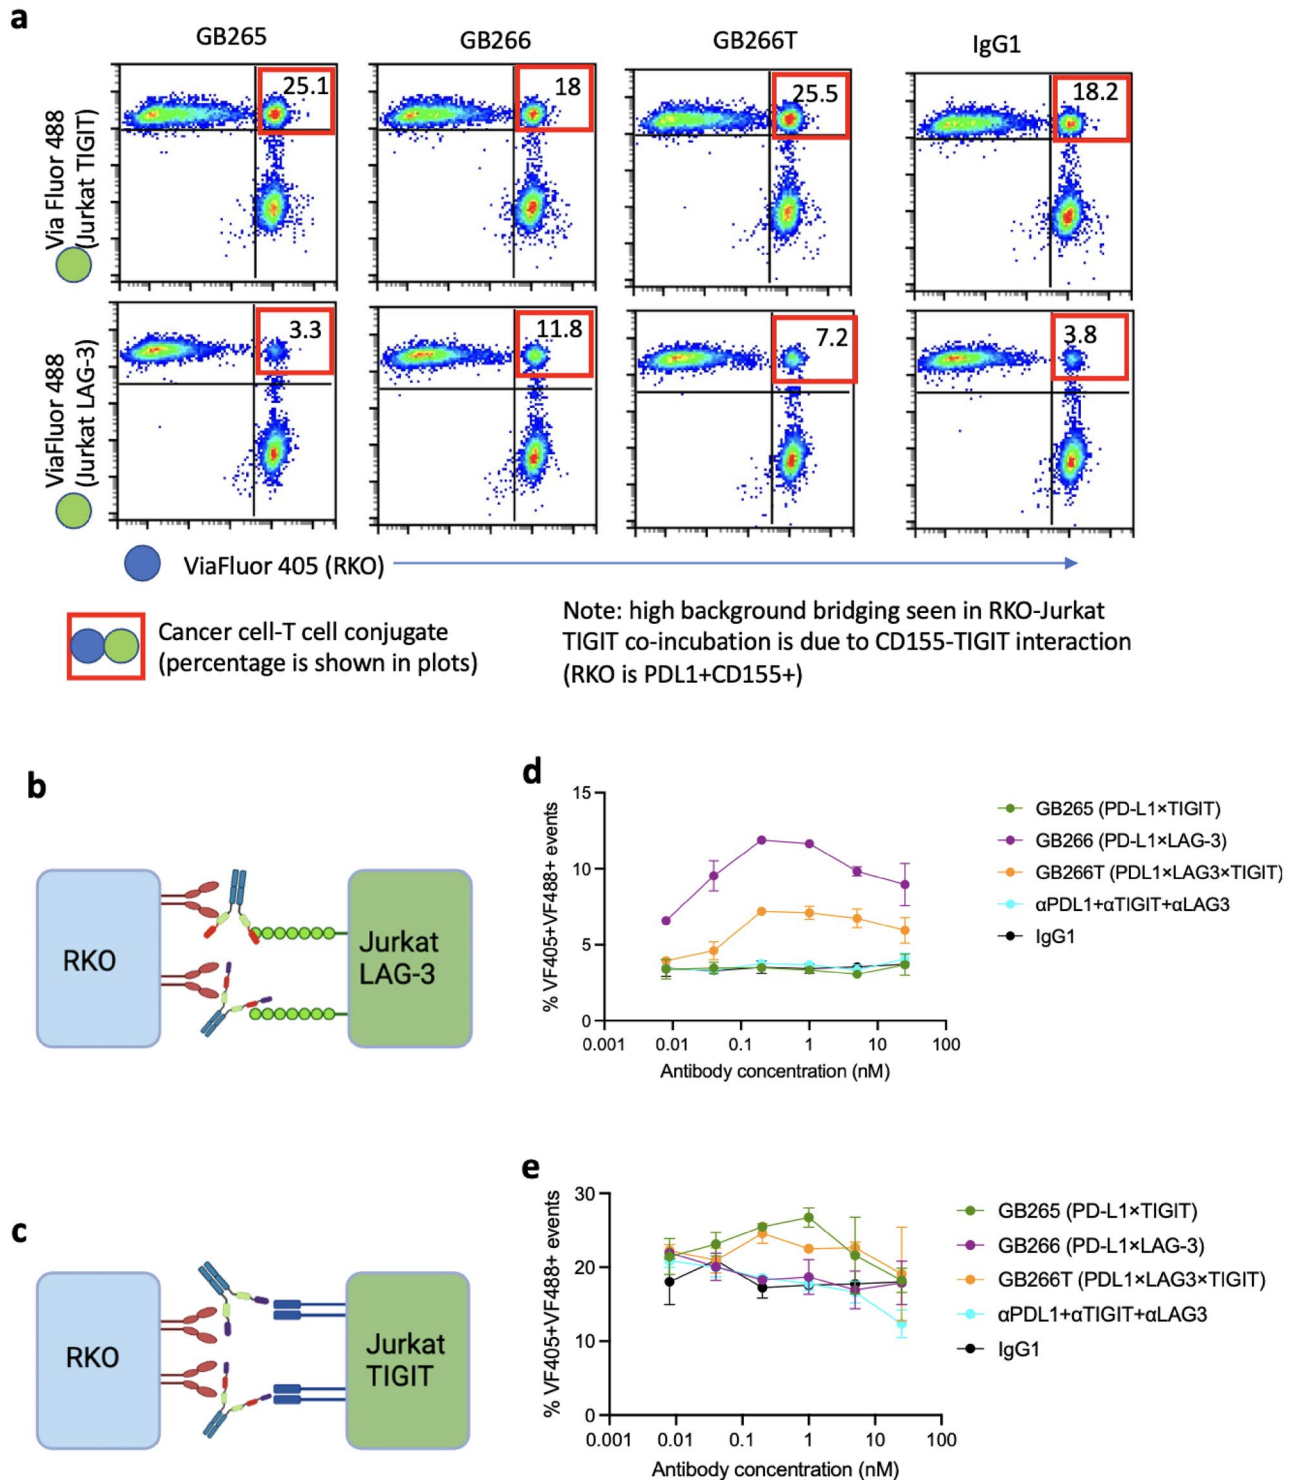 a
GB265
GB266
GB266T
IgG1
Via Fluor 488
(Jurkat TIGIT)
25.1
18
25.5
18.2
ViaFluor 488
(Jurkat LAG-3)
3.3
11.8
7.2
3.8
ViaFluor 405 (RKO)
Cancer cell-T cell conjugate
(percentage is shown in plots)
Note: high background bridging seen in RKO-Jurkat
TIGIT co-incubation is due to CD155-TIGIT interaction
(RKO is PDL1+CD155+)
b
RKO
Jurkat
LAG-3
d
% VF405+VF488+ events
15
10
5
0
0.001
0.01
0.1
1
10
100
Antibody concentration (nM)
GB265 (PD-L1×TIGIT)
GB266 (PD-L1×LAG-3)
GB266T (PDL1×LAG3×TIGIT)
αPDL1+αTIGIT+αLAG3
IgG1
c
RKO
Jurkat
TIGIT
e
% VF405+VF488+ events
30
20
10
0
0.001
0.01
0.1
1
10
100
Antibody concentration (nM)
GB265 (PD-L1×TIGIT)
GB266 (PD-L1×LAG-3)
GB266T (PDL1×LAG3×TIGIT)
αPDL1+αTIGIT+αLAG3
IgG1